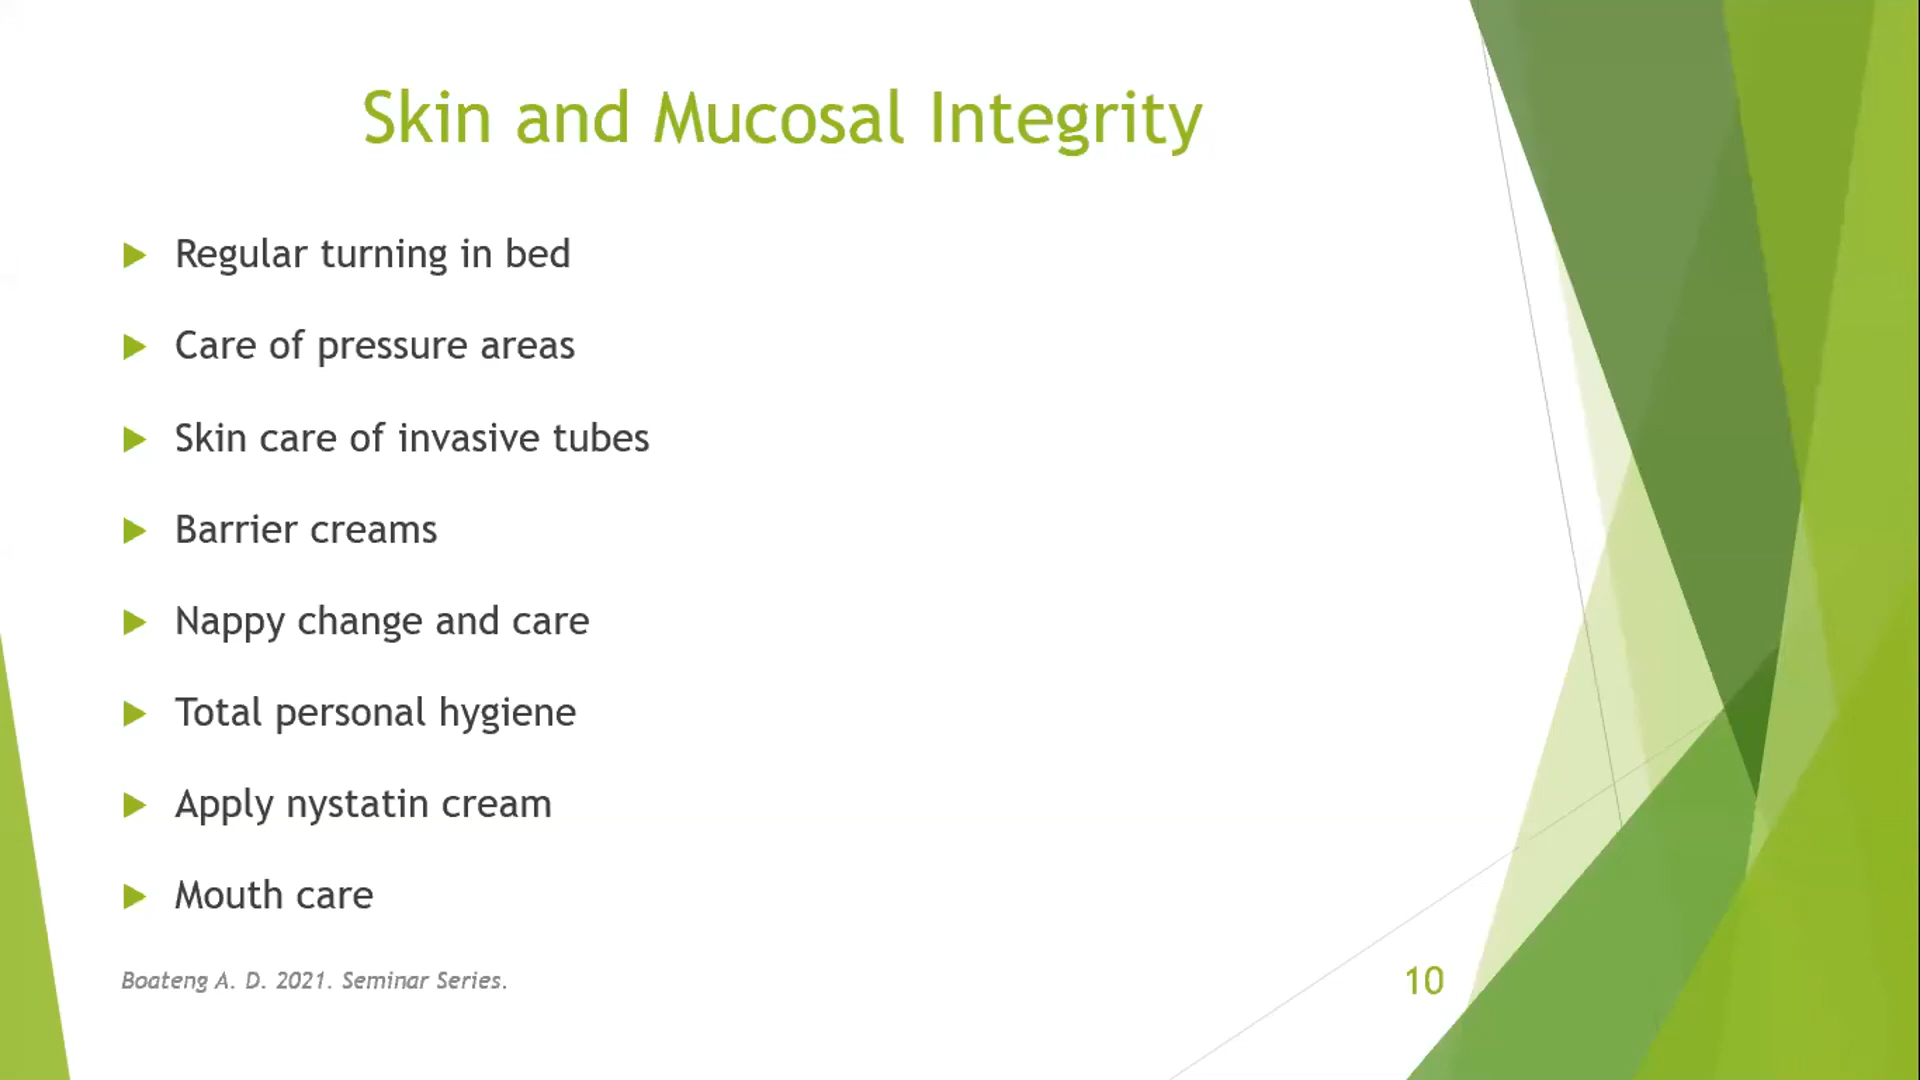 Skin and Mucosal Integrity
Regular turning in bed
Care of pressure areas
Skin care of invasive tubes
Barrier creams
Nappy change and care
Total personal hygiene
Apply nystatin cream
Mouth care
Boateng A. D. 2021. Seminar Series.
10